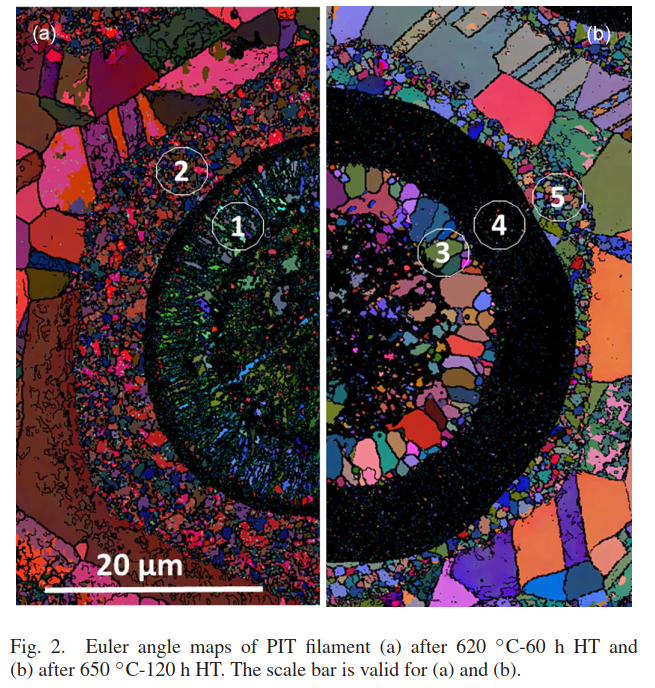 (a)
(b)
2
1
5
4
3
20 μm
Fig. 2. Euler angle maps of PIT filament (a) after 620 °C-60 h HT and
(b) after 650 °C-120 h HT. The scale bar is valid for (a) and (b).